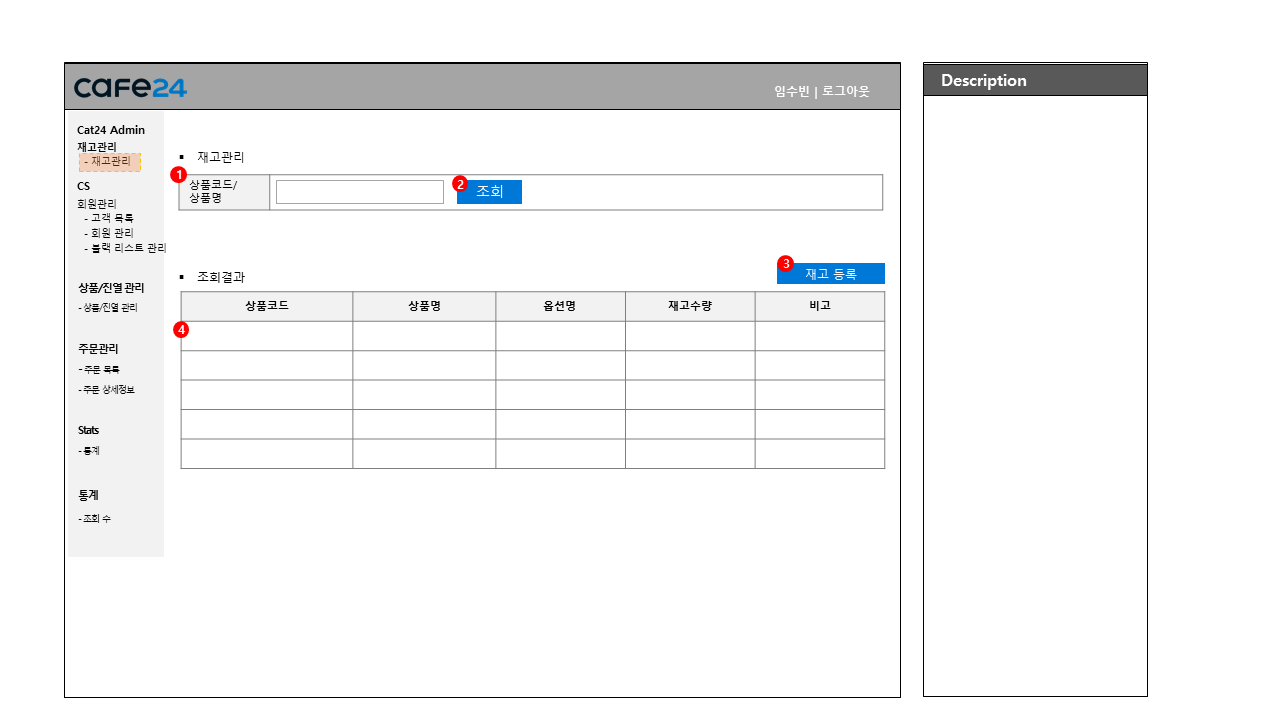 cafe24
임수빈 | 로그아웃
Description
Cat24 Admin
재고관리
- 재고관리
CS
회원관리
- 고객 목록
- 회원 관리
- 블랙 리스트 관리
상품/진열 관리
- 상품/진열 관리
주문관리
- 주문 목록
- 주문 상세정보
Stats
- 통계
통계
- 조회 수
▪ 재고관리
1
상품코드/
상품명
2
조회
▪ 조회결과
3
재고 등록
상품코드 상품명 옵션명 재고수량 비고
4